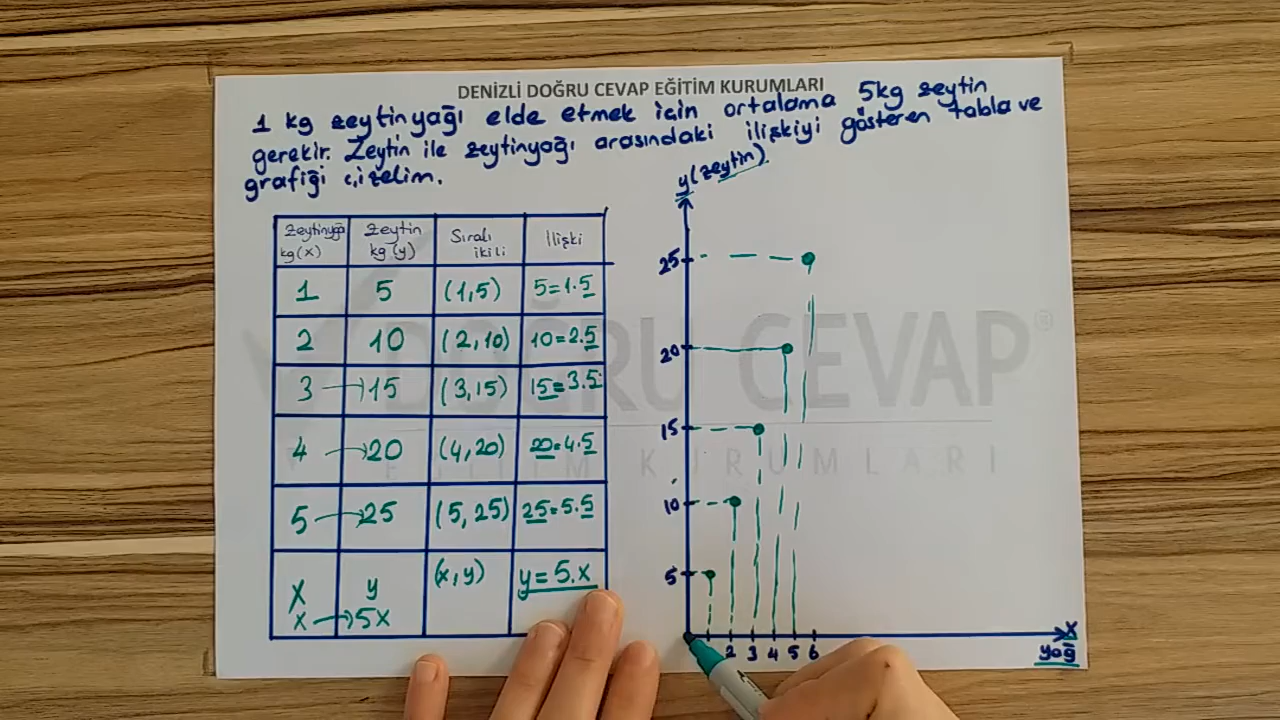 DENİZLİ DOĞRU CEVAP EĞİTİM KURUMLARI
1 kg zeytinyağı elde etmek için ortalama 5kg zeytin
gerekir. Zeytin ile zeytinyağı arasındaki ilişkiyi gösteren tabla ve
grafiği çizelim.
Zeytinyağı kg(x) Zeytin kg(y) Sıralı ikili İlişki
1 5 (1,5) 5=1.5
2 10 (2,10) 10=2.5
3 15 (3,15) 15=3.5
4 20 (4,20) 20=4.5
5 25 (5,25) 25=5.5
x y (x,y) y=5.x
x 5x
y(zeytin)
25
20
15
10
5
2 3 4 5 6
x
yağ
DOĞRU CEVAP
EĞİTİM KURUMLARI